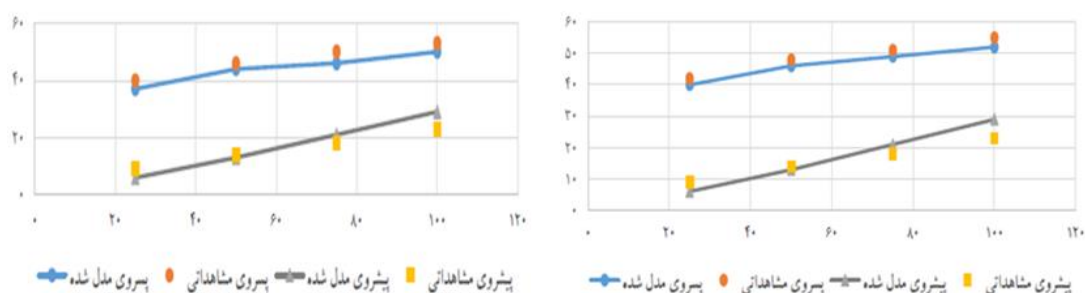 ۶۰
۴۰
۲۰
۰
۰ ۲۰ ۴۰ ۶۰ ۸۰ ۱۰۰ ۱۲۰
پسروی مدل شده پسروی مشاهداتی پیشروی مدل شده پیشروی مشاهداتی
۶۰
۵۰
۴۰
۳۰
۲۰
۱۰
۰
۰ ۲۰ ۴۰ ۶۰ ۸۰ ۱۰۰ ۱۲۰
پسروی مدل شده پسروی مشاهداتی پیشروی مدل شده پیشروی مشاهداتی